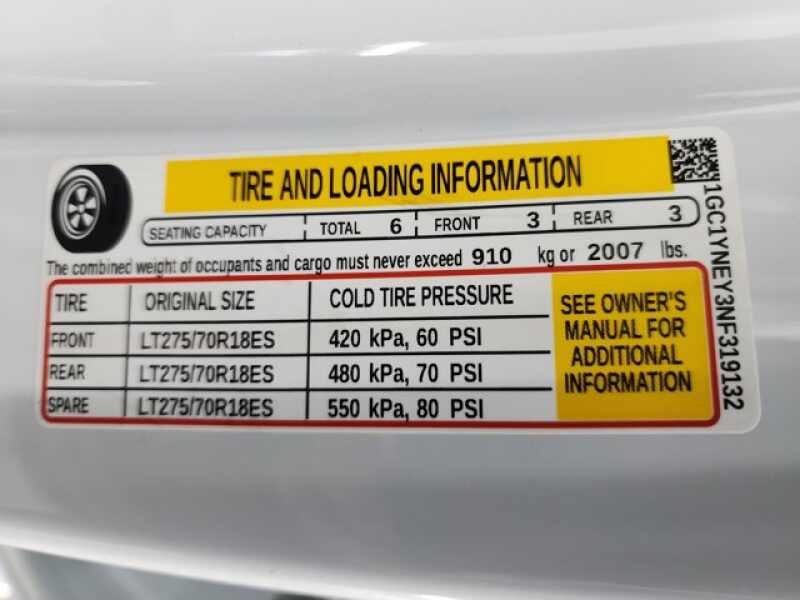 TIRE AND LOADING INFORMATION
SEATING CAPACITY TOTAL 6 FRONT 3 REAR 3
The combined weight of occupants and cargo must never exceed 910 kg or 2007 lbs.
TIRE ORIGINAL SIZE COLD TIRE PRESSURE
FRONT LT275/70R18ES 420 kPa, 60 PSI
REAR LT275/70R18ES 480 kPa, 70 PSI
SPARE LT275/70R18ES 550 kPa, 80 PSI
SEE OWNER'S
MANUAL FOR
ADDITIONAL
INFORMATION
1GC1YNEY3NF319132